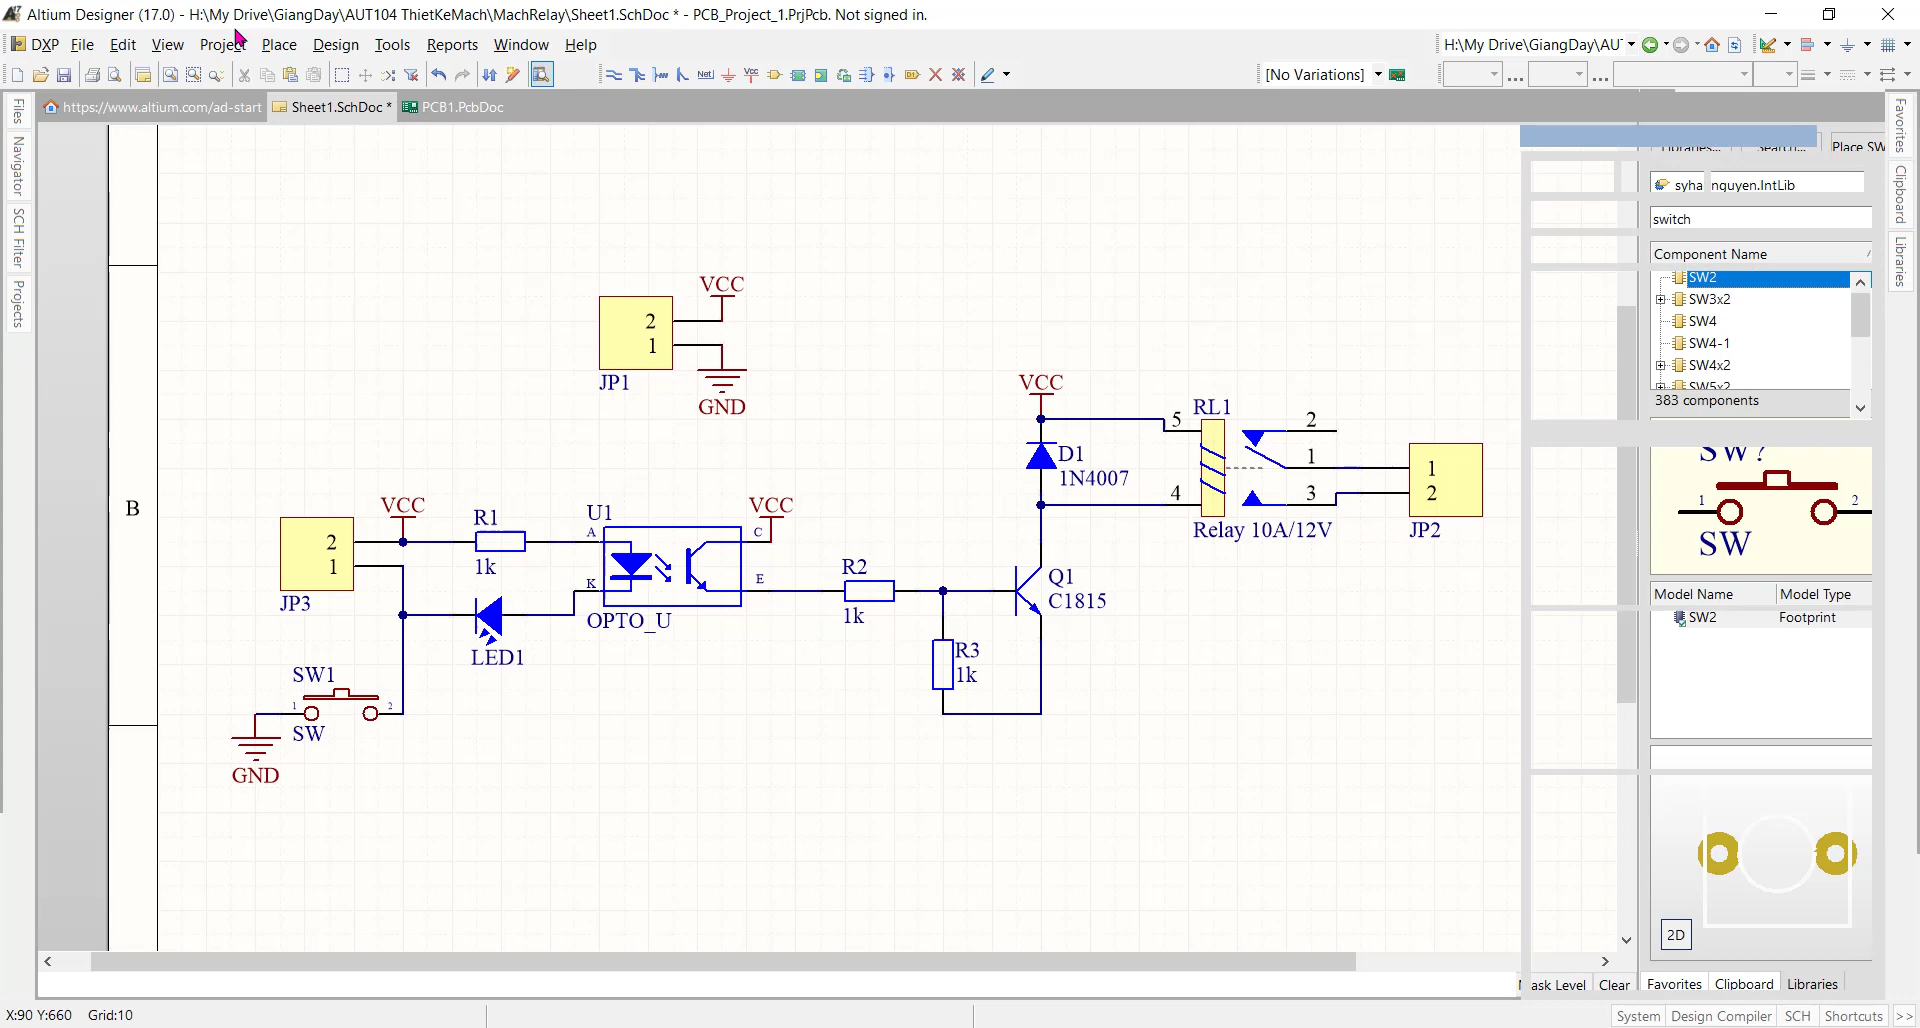 Altium Designer (17.0) - H:\My Drive\GiangDay\AUT104 ThietKeMach\MachRelay\Sheet1.SchDoc * - PCB_Project_1.PrjPcb. Not signed in.
DXP File Edit View Project Place Design Tools Reports Window Help
H:\My Drive\GiangDay\AU
Net Vcc
[No Variations]
... ...
https://www.altium.com/ad-start
Sheet1.SchDoc *
PCB1.PcbDoc
Files
Navigator
SCH Filter
Projects
Favorites
Clipboard
Libraries
Place SW
syha nguyen.IntLib
switch
Component Name
SW2
SW3x2
SW4
SW4-1
SW4x2
SW5x2
383 components
SW?
1 2
SW
Model Name Model Type
SW2 Footprint
2D
B
VCC
2
1
JP1
GND
VCC
5 RL1 2
D1
1N4007
1
4 3
Relay 10A/12V
1
2
JP2
VCC
R1
1k
2
1
JP3
U1
A C
K E
OPTO_U
VCC
LED1
R2
1k
Q1
C1815
R3
1k
SW1
1 2
SW
GND
ask Level Clear
Favorites Clipboard Libraries
X:90 Y:660 Grid:10
System Design Compiler SCH Shortcuts >>